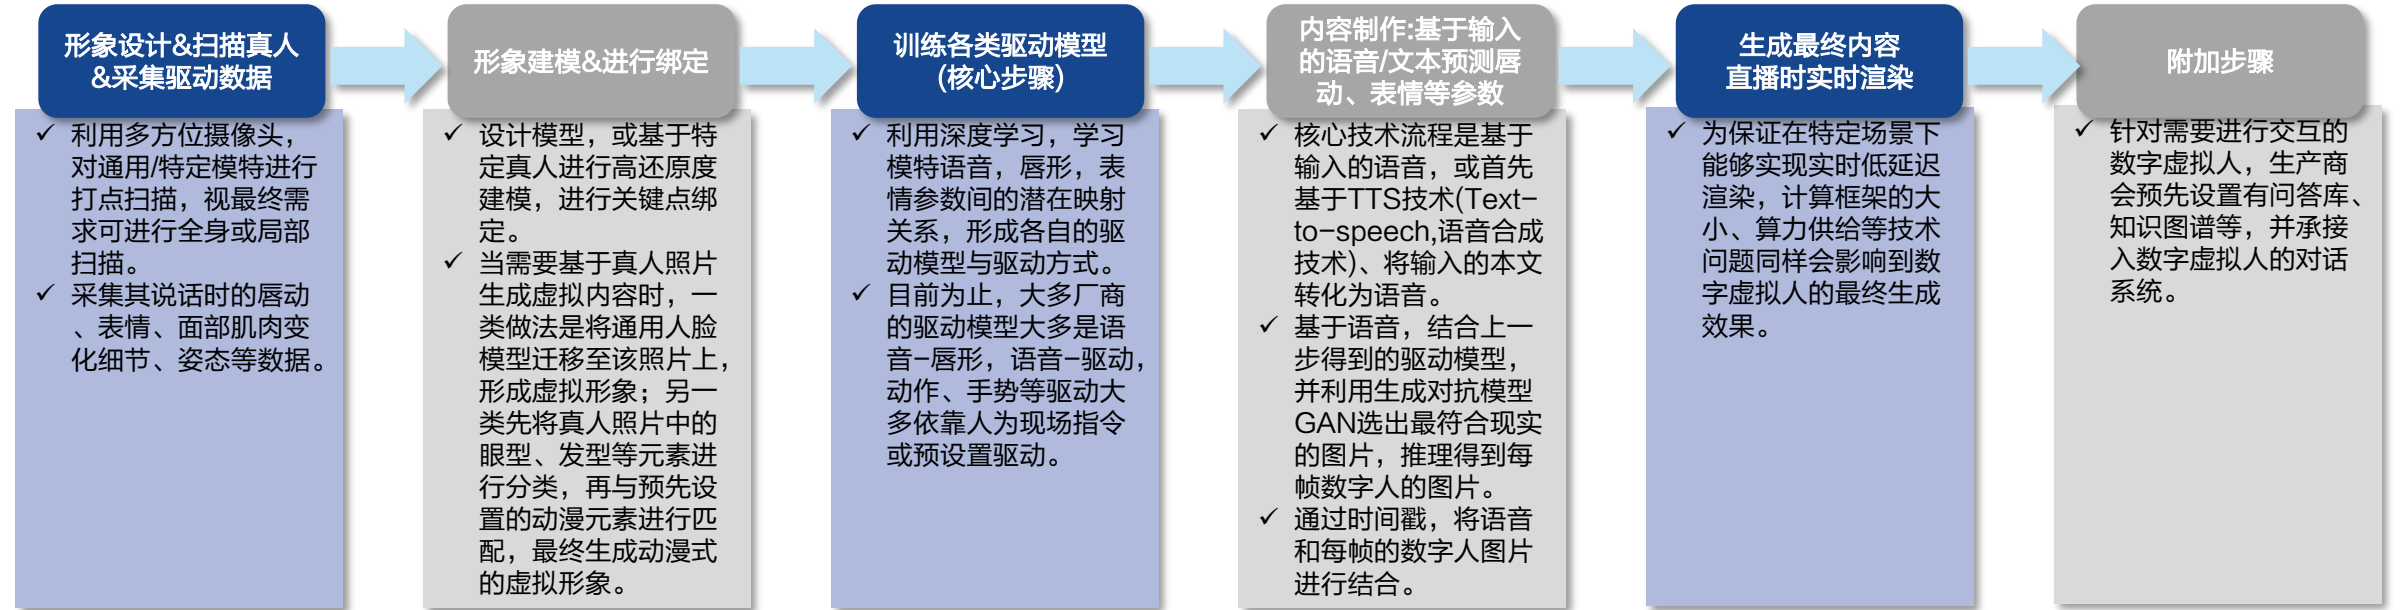 形象设计&扫描真人
&采集驱动数据
✓ 利用多方位摄像头，
对通用/特定模特进行
打点扫描，视最终需
求可进行全身或局部
扫描。
✓ 采集其说话时的唇动
、表情、面部肌肉变
化细节、姿态等数据。
形象建模&进行绑定
✓ 设计模型，或基于特
定真人进行高还原度
建模，进行关键点绑
定。
✓ 当需要基于真人照片
生成虚拟内容时，一
类做法是将通用人脸
模型迁移至该照片上，
形成虚拟形象；另一
类先将真人照片中的
眼型、发型等元素进
行分类，再与预先设
置的动漫元素进行匹
配，最终生成动漫式
的虚拟形象。
训练各类驱动模型
(核心步骤)
✓ 利用深度学习，学习
模特语音，唇形，表
情参数间的潜在映射
关系，形成各自的驱
动模型与驱动方式。
✓ 目前为止，大多厂商
的驱动模型大多是语
音-唇形，语音-驱动，
动作、手势等驱动大
多依靠人为现场指令
或预设置驱动。
内容制作:基于输入
的语音/文本预测唇
动、表情等参数
✓ 核心技术流程是基于
输入的语音，或首先
基于TTS技术(Text-
to-speech,语音合成
技术)、将输入的本文
转化为语音。
✓ 基于语音，结合上一
步得到的驱动模型，
并利用生成对抗模型
GAN选出最符合现实
的图片，推理得到每
帧数字人的图片。
✓ 通过时间戳，将语音
和每帧的数字人图片
进行结合。
生成最终内容
直播时实时渲染
✓ 为保证在特定场景下
能够实现实时低延迟
渲染，计算框架的大
小、算力供给等技术
问题同样会影响到数
字虚拟人的最终生成
效果。
附加步骤
✓ 针对需要进行交互的
数字虚拟人，生产商
会预先设置有问答库、
知识图谱等，并承接
入数字虚拟人的对话
系统。